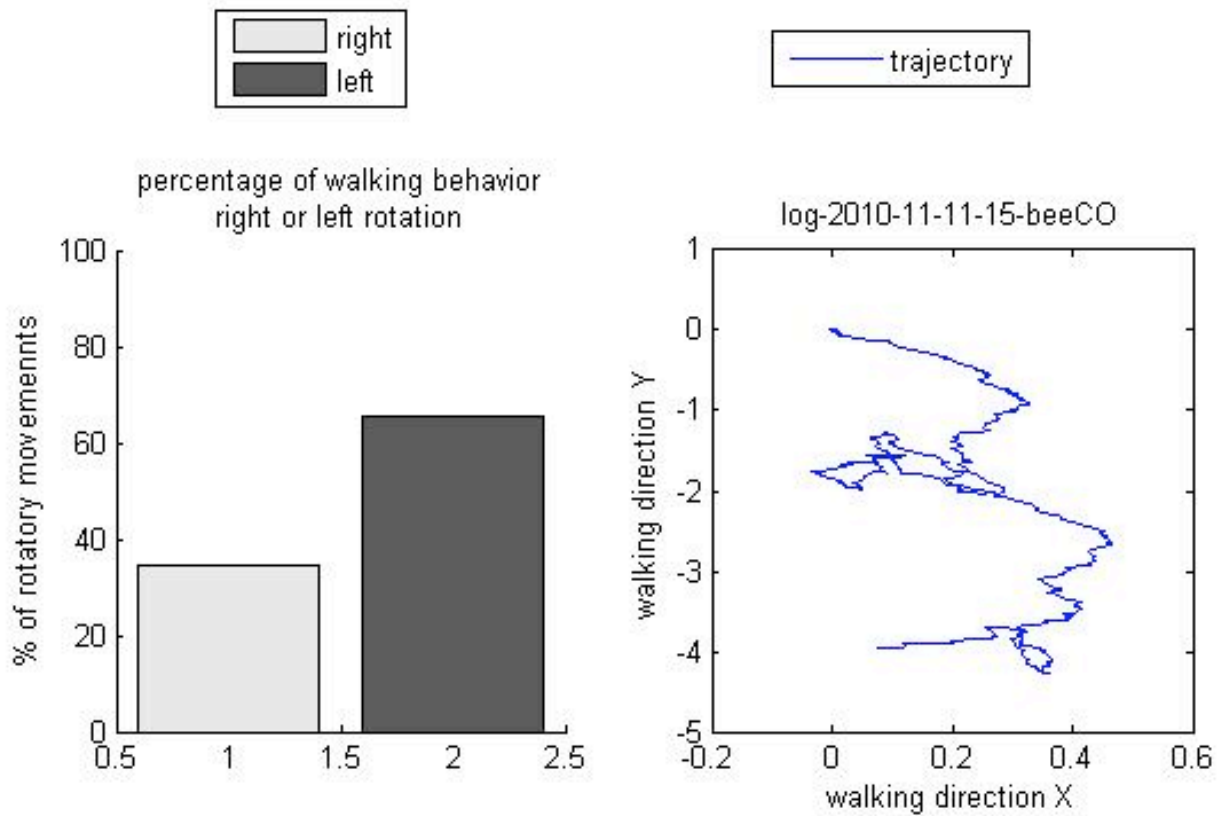 right
left
percentage of walking behavior
right or left rotation
% of rotatory movemennts
100
80
60
40
20
0
0.5
1
1.5
2
2.5
trajectory
log-2010-11-11-15-beeCO
walking direction Y
1
0
-1
-2
-3
-4
-5
-0.2
0
0.2
0.4
0.6
walking direction X